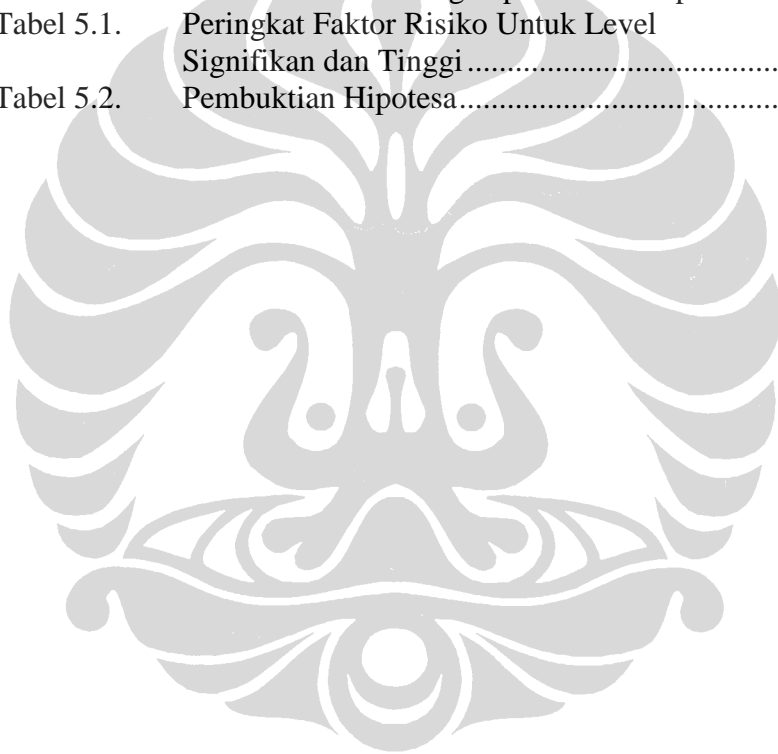 Tabel 5.1. Peringkat Faktor Risiko Untuk Level
Signifikan dan Tinggi ........................................
Tabel 5.2. Pembuktian Hipotesa.........................................